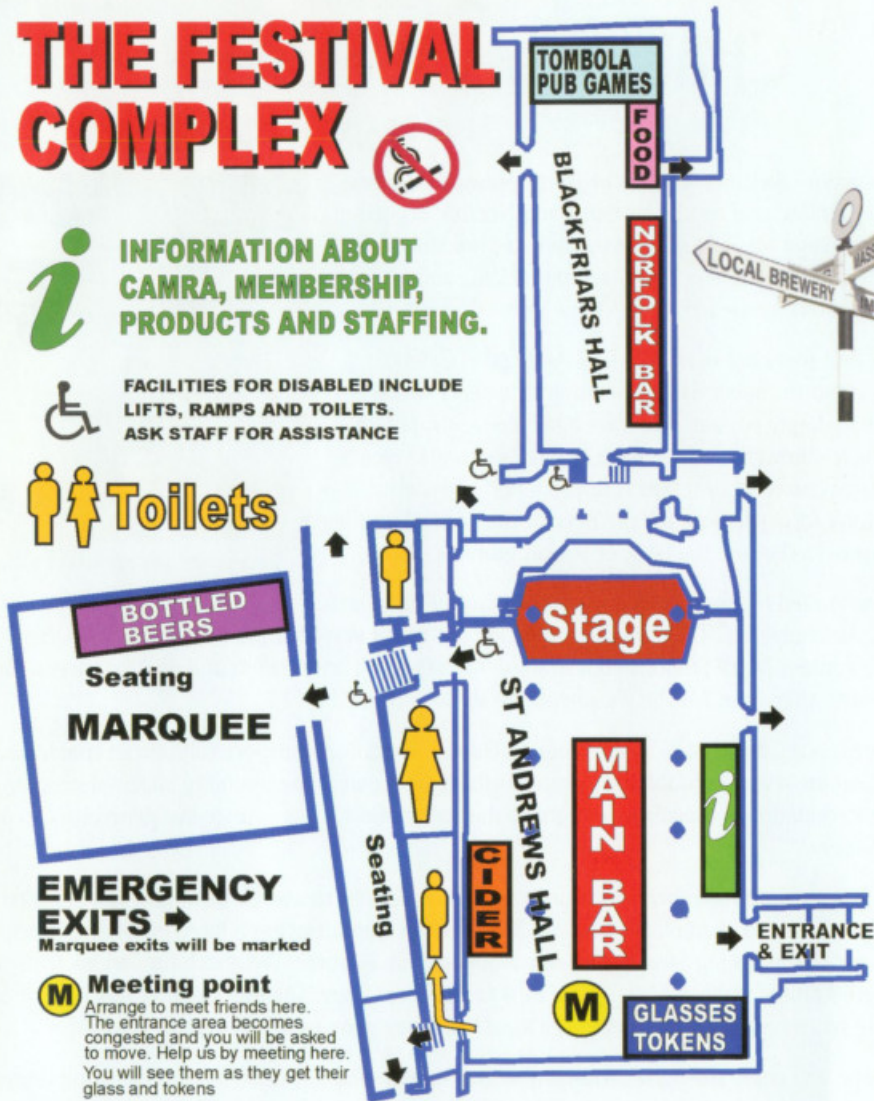 THE FESTIVAL
COMPLEX
i
INFORMATION ABOUT
CAMRA, MEMBERSHIP,
PRODUCTS AND STAFFING.
FACILITIES FOR DISABLED INCLUDE
LIFTS, RAMPS AND TOILETS.
ASK STAFF FOR ASSISTANCE
Toilets
TOMBOLA
PUB GAMES
FOOD
BLACKFRIARS HALL
NORFOLK BAR
LOCAL BREWERY
BOTTLED
BEERS
Seating
MARQUEE
Stage
ST ANDREWS HALL
MAIN BAR
i
CIDER
Seating
ENTRANCE
& EXIT
M
GLASSES
TOKENS
EMERGENCY
EXITS
Marquee exits will be marked
M Meeting point
Arrange to meet friends here.
The entrance area becomes
congested and you will be asked
to move. Help us by meeting here.
You will see them as they get their
glass and tokens